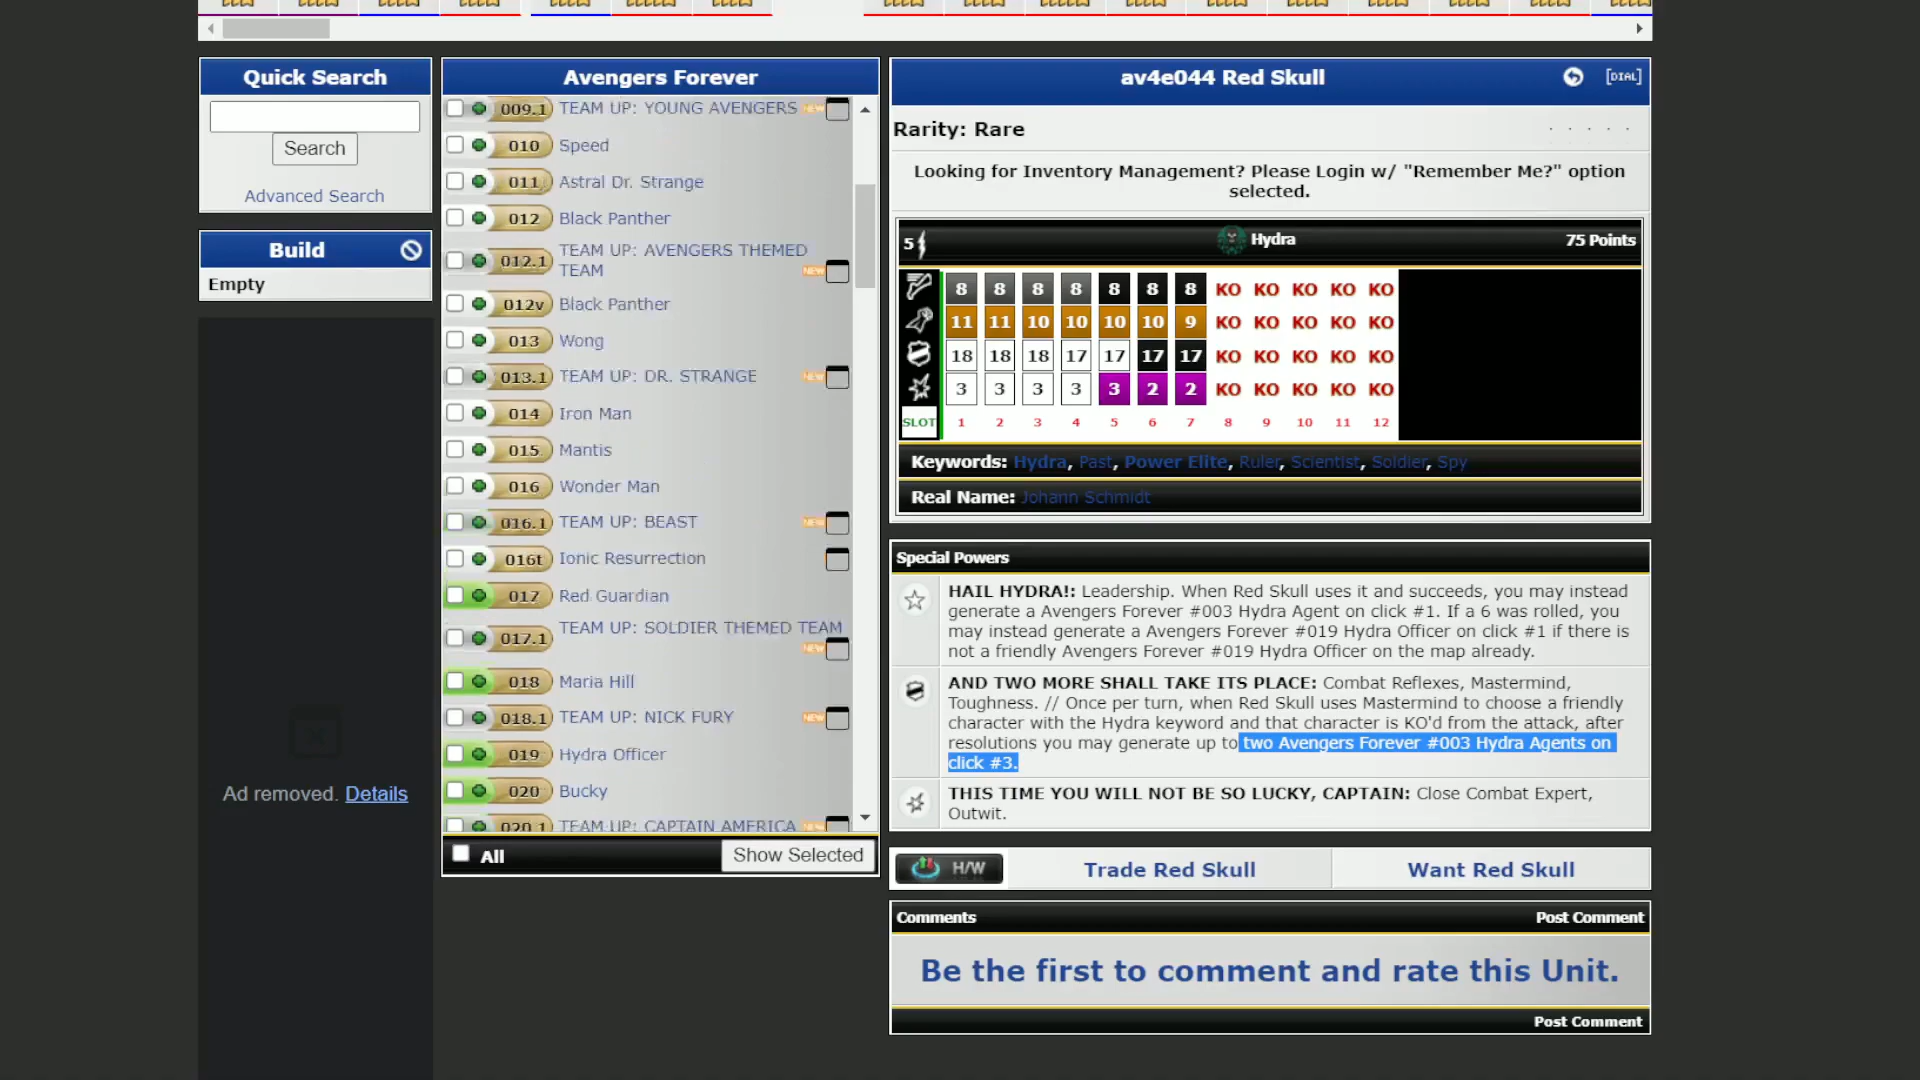 Quick Search
Search
Advanced Search
Build
Empty
Ad removed. Details
Avengers Forever
009.1 TEAM UP: YOUNG AVENGERS NEW
010 Speed
011 Astral Dr. Strange
012 Black Panther
012.1 TEAM UP: AVENGERS THEMED
TEAM NEW
012v Black Panther
013 Wong
013.1 TEAM UP: DR. STRANGE NEW
014 Iron Man
015 Mantis
016 Wonder Man
016.1 TEAM UP: BEAST NEW
016t Ionic Resurrection
017 Red Guardian
017.1 TEAM UP: SOLDIER THEMED TEAM
NEW
018 Maria Hill
018.1 TEAM UP: NICK FURY NEW
019 Hydra Officer
020 Bucky
020.1 TEAM UP: CAPTAIN AMERICA
All Show Selected
av4e044 Red Skull [DIAL]
Rarity: Rare
Looking for Inventory Management? Please Login w/ "Remember Me?" option
selected.
5 Hydra 75 Points
8 8 8 8 8 8 8 KO KO KO KO KO
11 11 10 10 10 10 9 KO KO KO KO KO
18 18 18 17 17 17 17 KO KO KO KO KO
3 3 3 3 3 2 2 KO KO KO KO KO
SLOT 1 2 3 4 5 6 7 8 9 10 11 12
Keywords: Hydra, Past, Power Elite, Ruler, Scientist, Soldier, Spy
Real Name: Johann Schmidt
Special Powers
HAIL HYDRA!: Leadership. When Red Skull uses it and succeeds, you may instead
generate a Avengers Forever #003 Hydra Agent on click #1. If a 6 was rolled, you
may instead generate a Avengers Forever #019 Hydra Officer on click #1 if there is
not a friendly Avengers Forever #019 Hydra Officer on the map already.
AND TWO MORE SHALL TAKE ITS PLACE: Combat Reflexes, Mastermind,
Toughness. // Once per turn, when Red Skull uses Mastermind to choose a friendly
character with the Hydra keyword and that character is KO'd from the attack, after
resolutions you may generate up to two Avengers Forever #003 Hydra Agents on
click #3.
THIS TIME YOU WILL NOT BE SO LUCKY, CAPTAIN: Close Combat Expert,
Outwit.
H/W Trade Red Skull Want Red Skull
Comments Post Comment
Be the first to comment and rate this Unit.
Post Comment